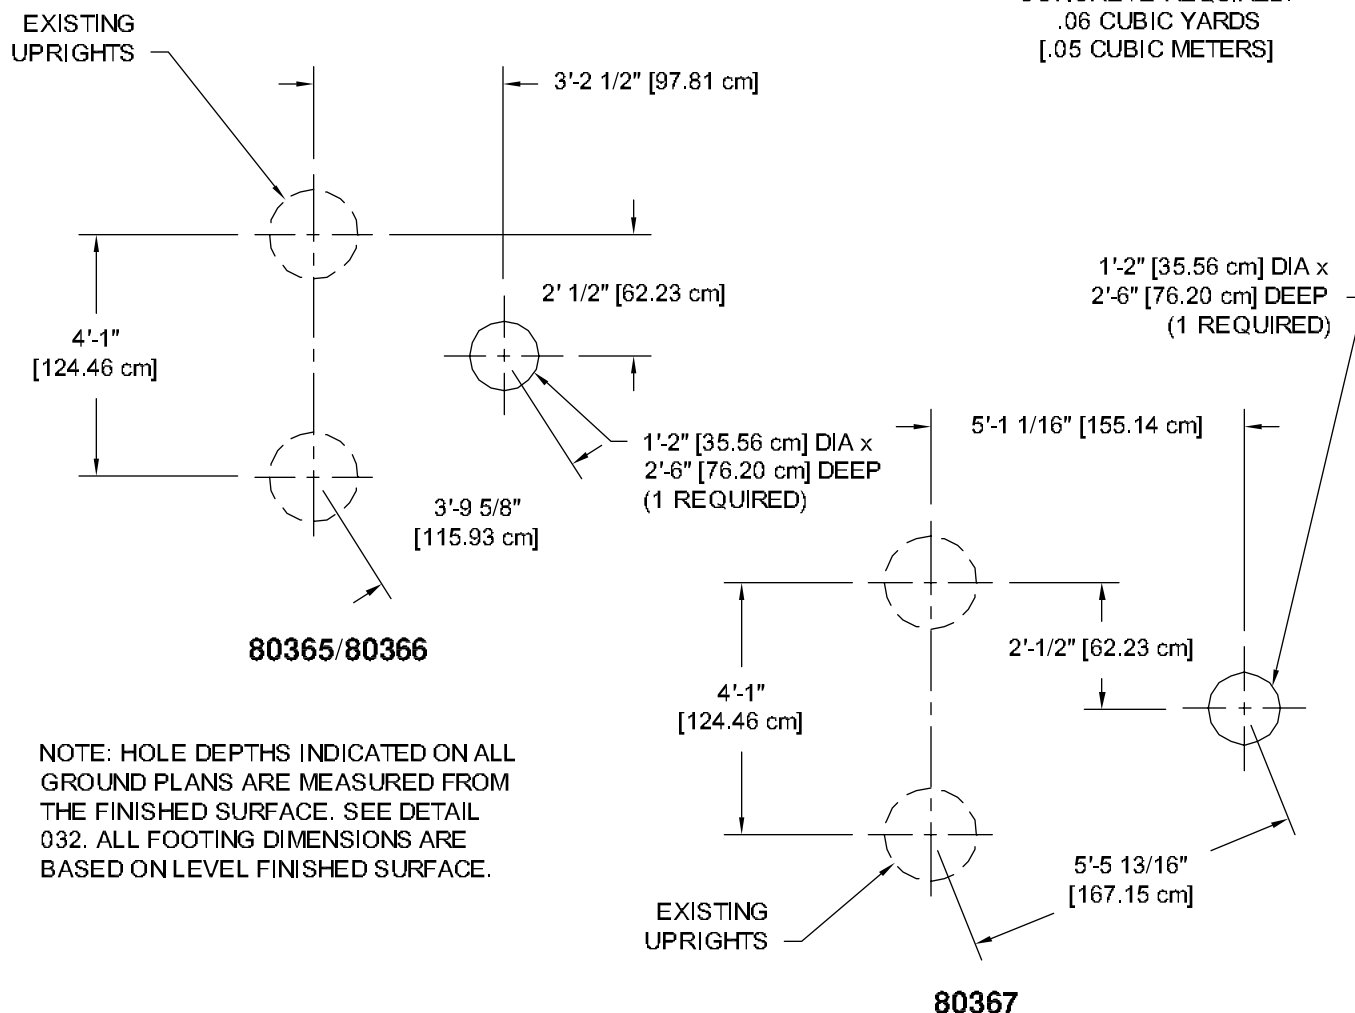 EXISTING
UPRIGHTS
.06 CUBIC YARDS
[.05 CUBIC METERS]
3'-2 1/2" [97.81 cm]
2' 1/2" [62.23 cm]
4'-1"
[124.46 cm]
1'-2" [35.56 cm] DIA x
2'-6" [76.20 cm] DEEP
(1 REQUIRED)
3'-9 5/8"
[115.93 cm]
80365/80366
1'-2" [35.56 cm] DIA x
2'-6" [76.20 cm] DEEP
(1 REQUIRED)
5'-1 1/16" [155.14 cm]
2'-1/2" [62.23 cm]
4'-1"
[124.46 cm]
5'-5 13/16"
[167.15 cm]
EXISTING
UPRIGHTS
80367
NOTE: HOLE DEPTHS INDICATED ON ALL
GROUND PLANS ARE MEASURED FROM
THE FINISHED SURFACE. SEE DETAIL
032. ALL FOOTING DIMENSIONS ARE
BASED ON LEVEL FINISHED SURFACE.